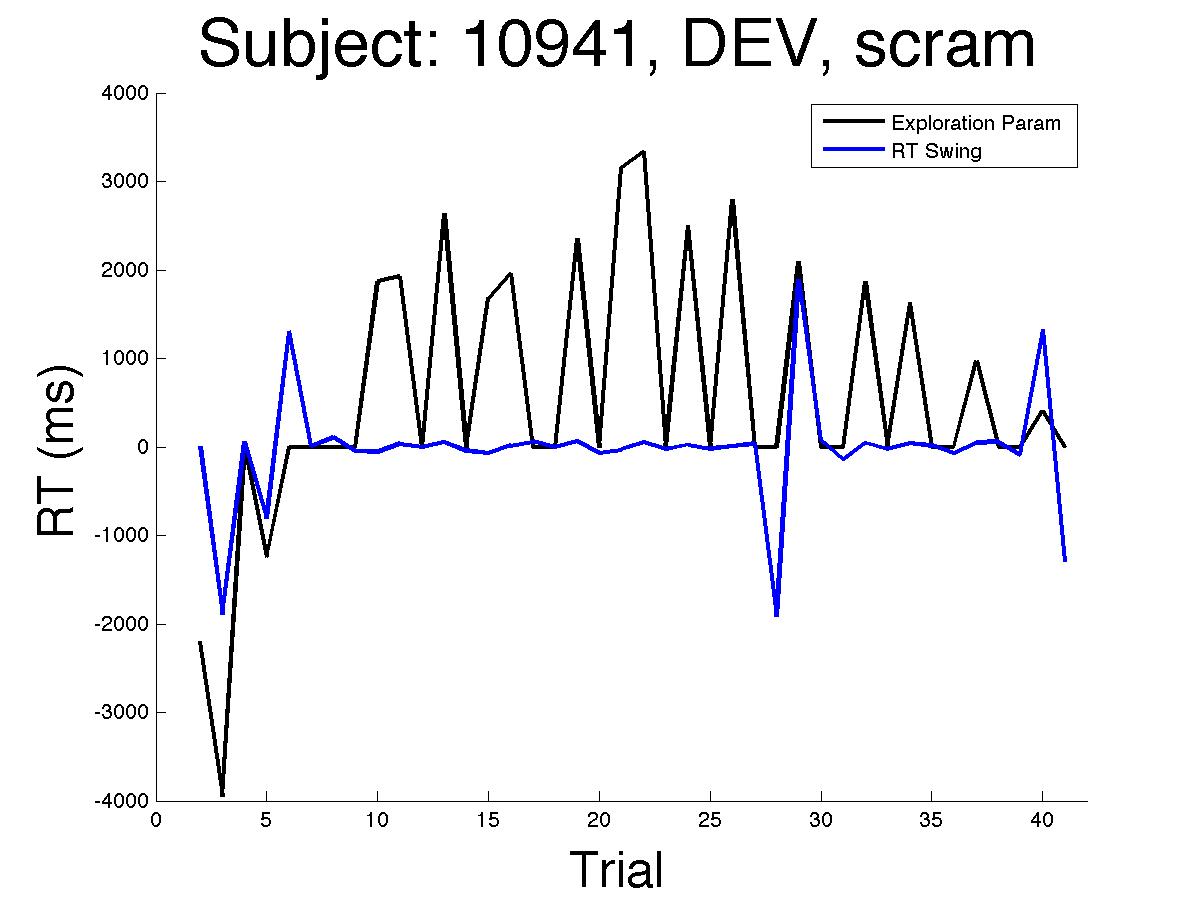 Subject: 10941, DEV, scram
4000
3000
2000
1000
0
-1000
-2000
-3000
-4000
RT (ms)
Exploration Param
RT Swing
0 5 10 15 20 25 30 35 40
Trial